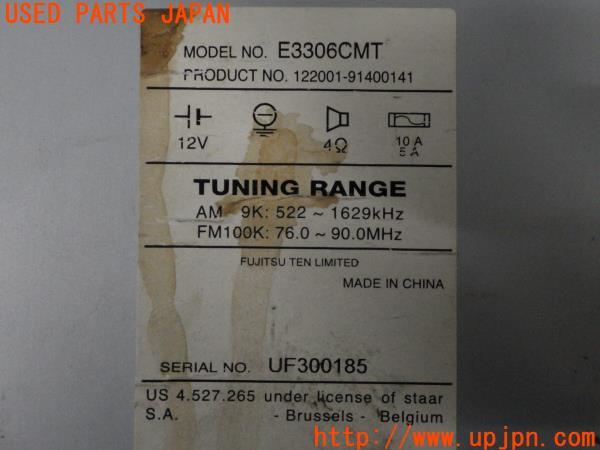 USED PARTS JAPAN
MODEL NO. E3306CMT
PRODUCT NO. 122001-91400141
12V 4Ω 10A
5A
TUNING RANGE
AM 9K: 522 ~ 1629kHz
FM100K: 76.0 ~ 90.0MHz
FUJITSU TEN LIMITED
MADE IN CHINA
SERIAL NO. UF300185
US 4.527.265 under license of staar
S.A. - Brussels - Belgium
http://www.upjpn.com